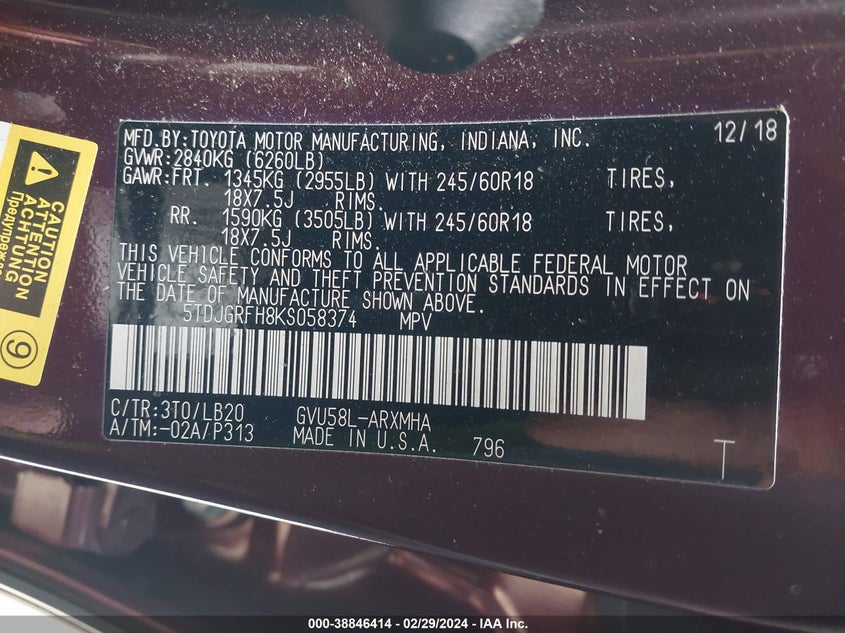 MFD.BY:TOYOTA MOTOR MANUFACTURING, INDIANA, INC. 12/18
GVWR:2840KG (6260LB)
GAWR:FRT. 1345KG (2955LB) WITH 245/60R18 TIRES,
18X7.5J RIMS.
RR. 1590KG (3505LB) WITH 245/60R18 TIRES,
18X7.5J RIMS.
THIS VEHICLE CONFORMS TO ALL APPLICABLE FEDERAL MOTOR
VEHICLE SAFETY AND THEFT PREVENTION STANDARDS IN EFFECT ON
THE DATE OF MANUFACTURE SHOWN ABOVE.
5TDJGRFH8KS058374 MPV
C/TR:3T0/LB20 GVU58L-ARXMHA
A/TM:-02A/P313 MADE IN U.S.A. 796
T
CAUTION
ATTENTION
ACHTUNG
9
000-38846414 - 02/29/2024 - IAA Inc.